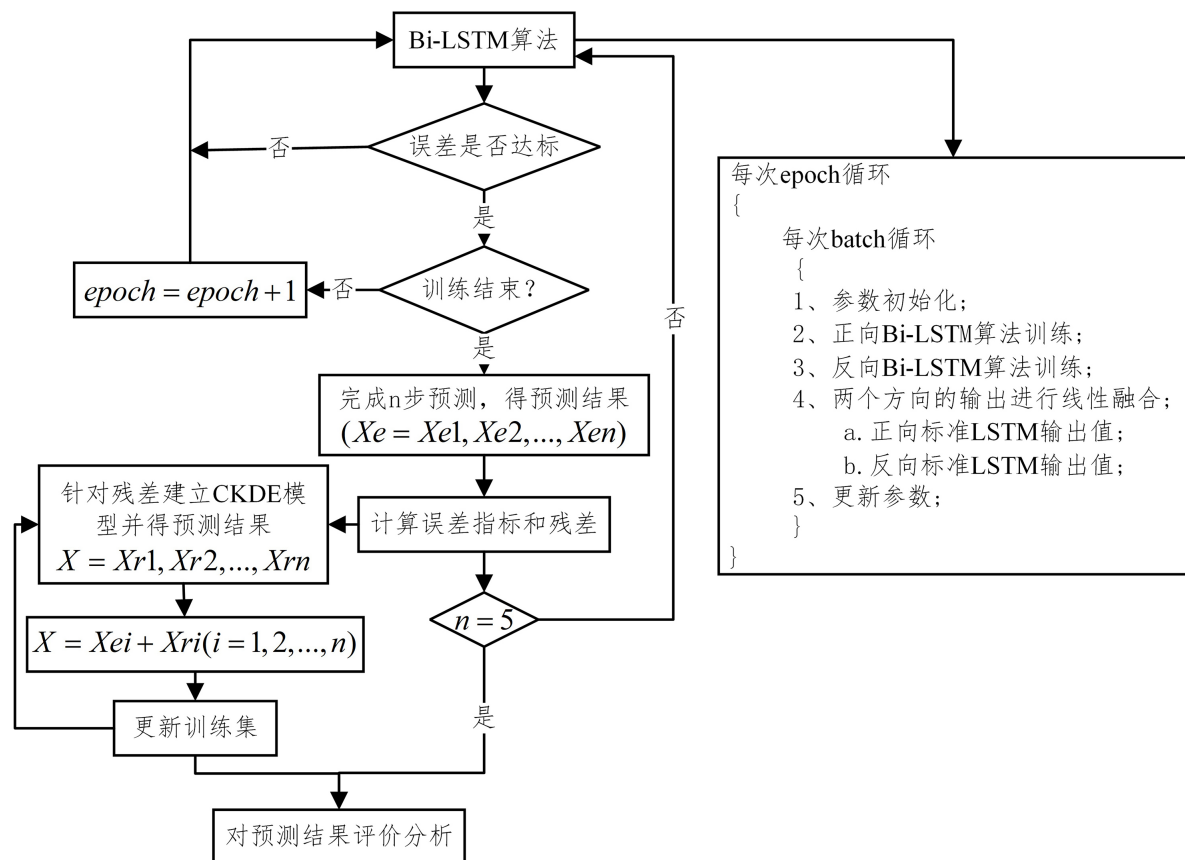 Bi-LSTM算法
误差是否达标
否
是
epoch = epoch + 1
否
训练结束?
是
否
完成n步预测, 得预测结果
(Xe = Xe1, Xe2,..., Xen)
针对残差建立CKDE模
型并得预测结果
X = Xr1, Xr2,..., Xrn
计算误差指标和残差
n = 5
X = Xei + Xri(i = 1, 2,..., n)
更新训练集
是
对预测结果评价分析
每次epoch循环
{
每次batch循环
{
1、参数初始化;
2、正向Bi-LSTM算法训练;
3、反向Bi-LSTM算法训练;
4、两个方向的输出进行线性融合;
a.正向标准LSTM输出值;
b.反向标准LSTM输出值;
5、更新参数;
}
}